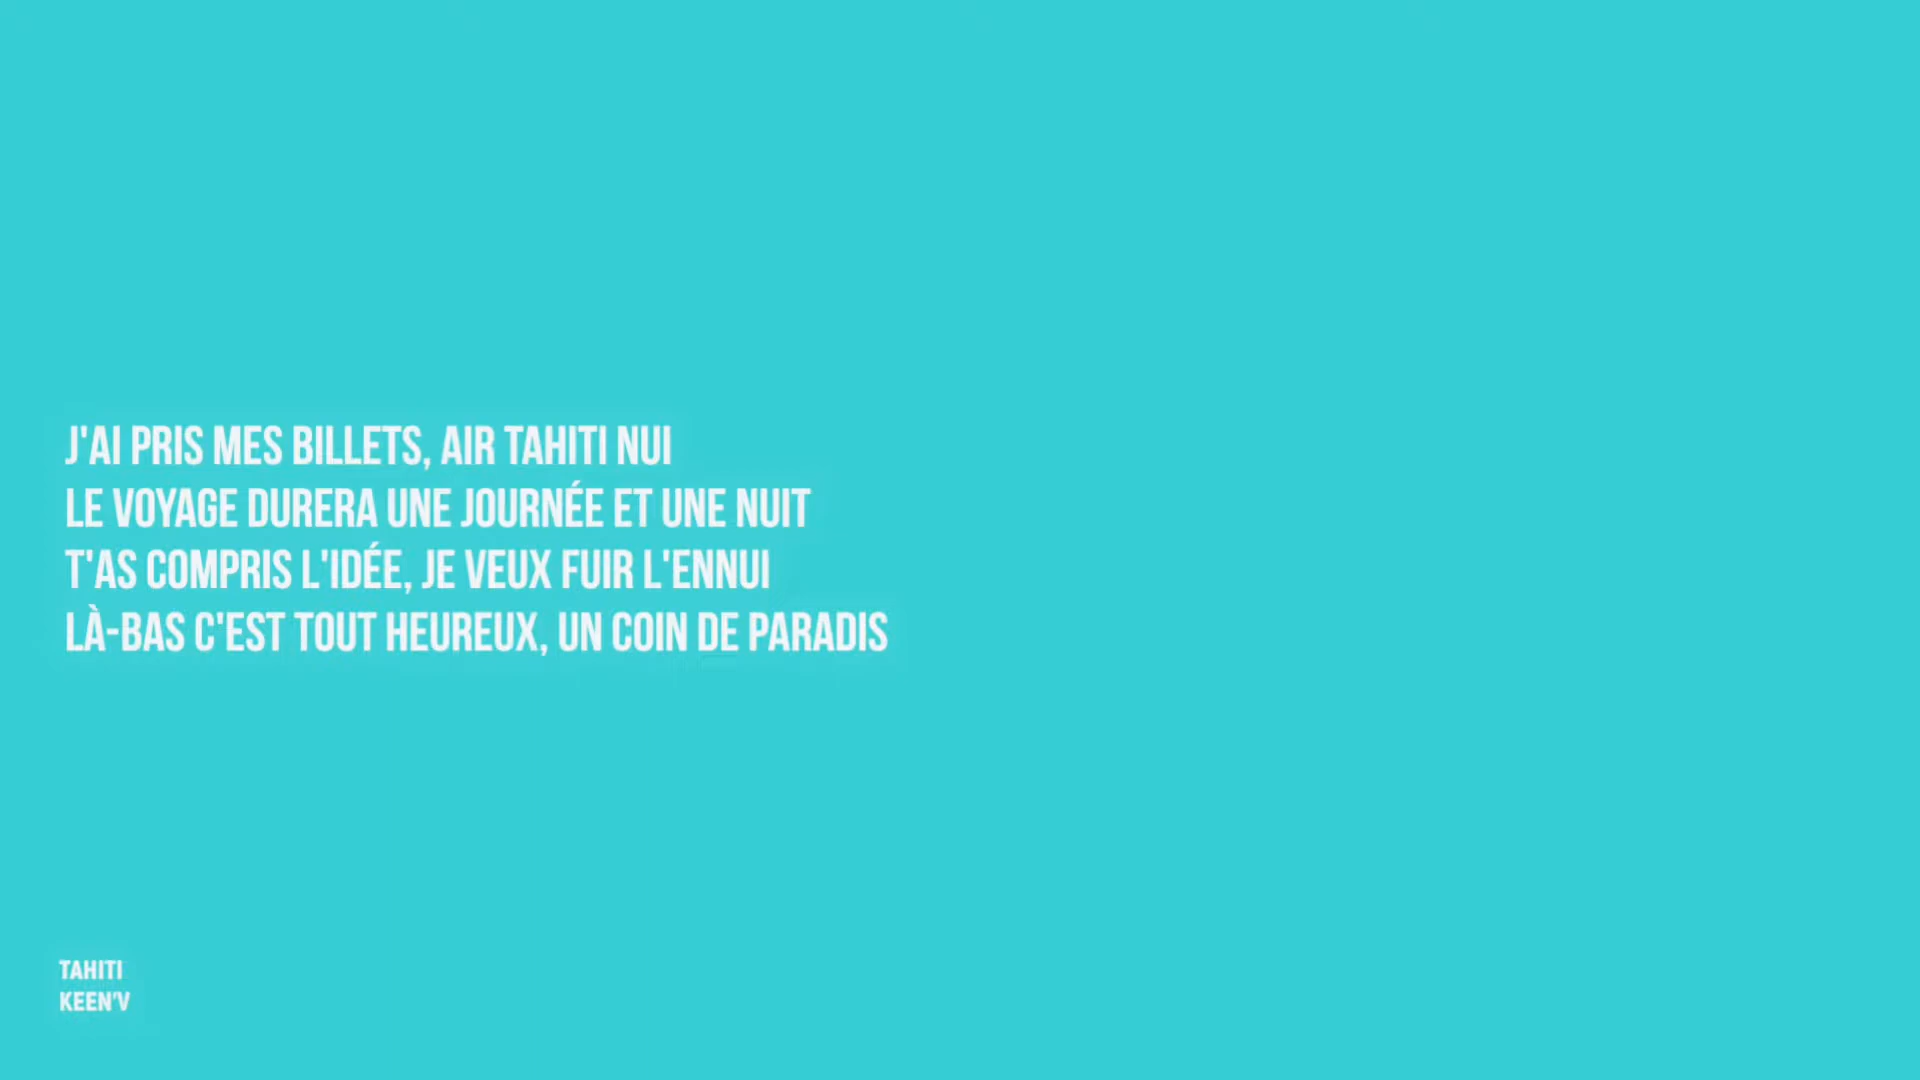 J'AI PRIS MES BILLETS, AIR TAHITI NUI
LE VOYAGE DURERA UNE JOURNÉE ET UNE NUIT
T'AS COMPRIS L'IDÉE, JE VEUX FUIR L'ENNUI
LÀ-BAS C'EST TOUT HEUREUX, UN COIN DE PARADIS
TAHITI
KEEN'V